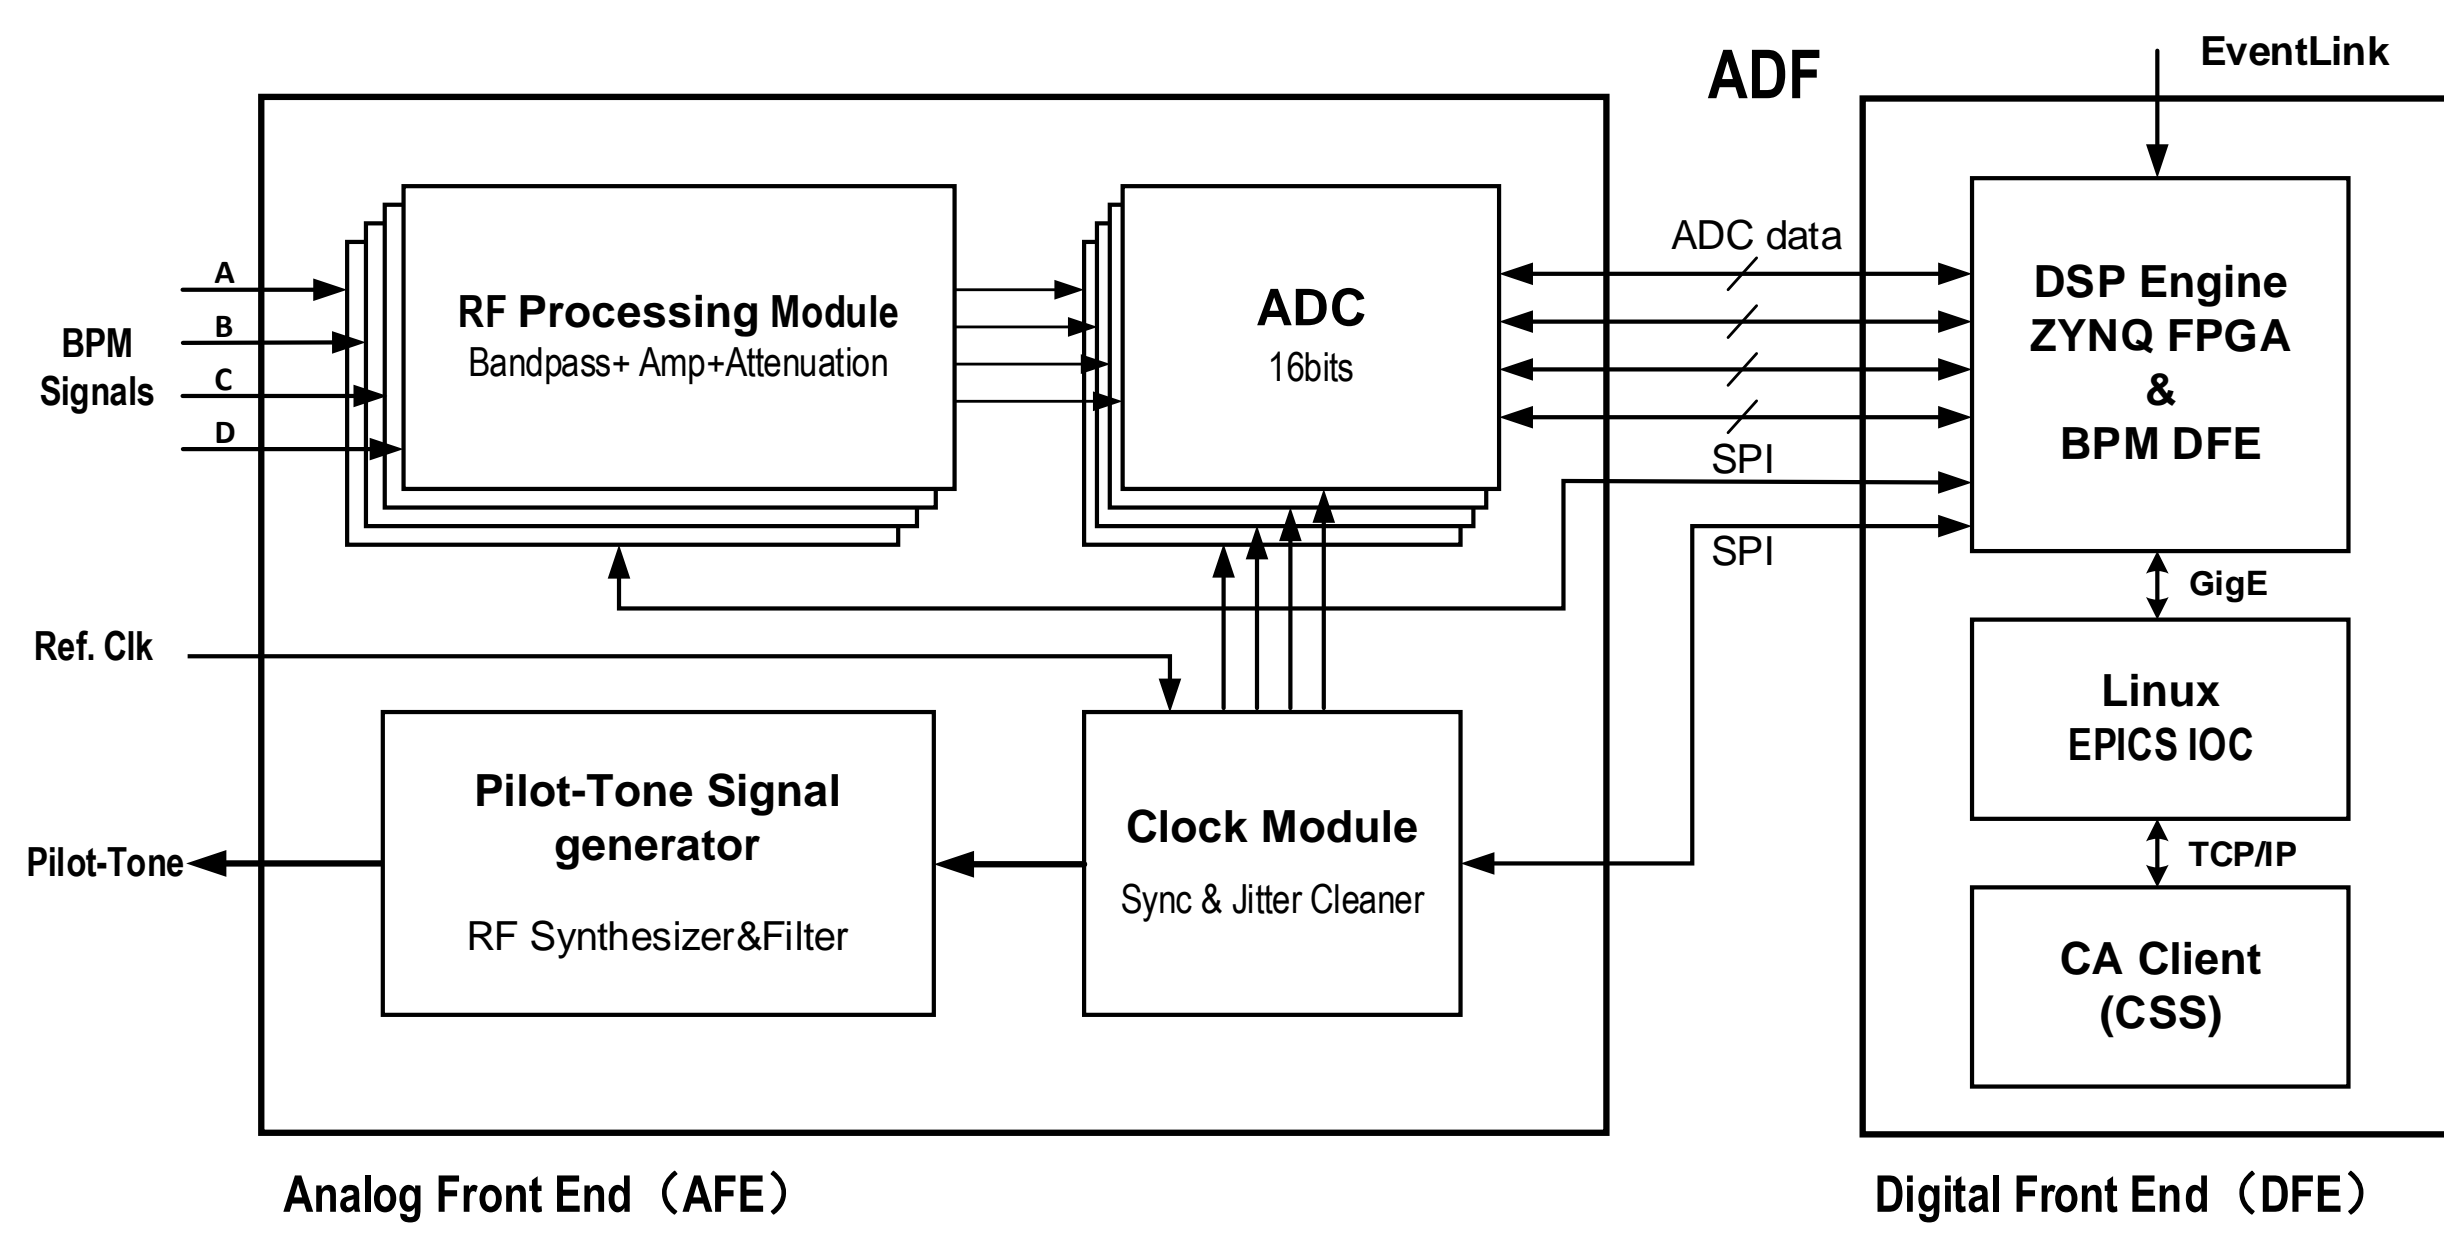 ADF
EventLink
BPM
Signals
A
B
C
D
RF Processing Module
Bandpass+ Amp+Attenuation
ADC
16bits
ADC data
SPI
SPI
DSP Engine
ZYNQ FPGA
&
BPM DFE
GigE
Linux
EPICS IOC
TCP/IP
CA Client
(CSS)
Ref. Clk
Pilot-Tone
Pilot-Tone Signal
generator
RF Synthesizer&Filter
Clock Module
Sync & Jitter Cleaner
Analog Front End（AFE）
Digital Front End（DFE）